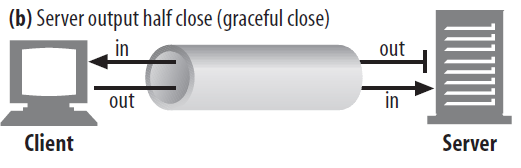 (b) Server output half close (graceful close)
in
out
out
in
Client
Server